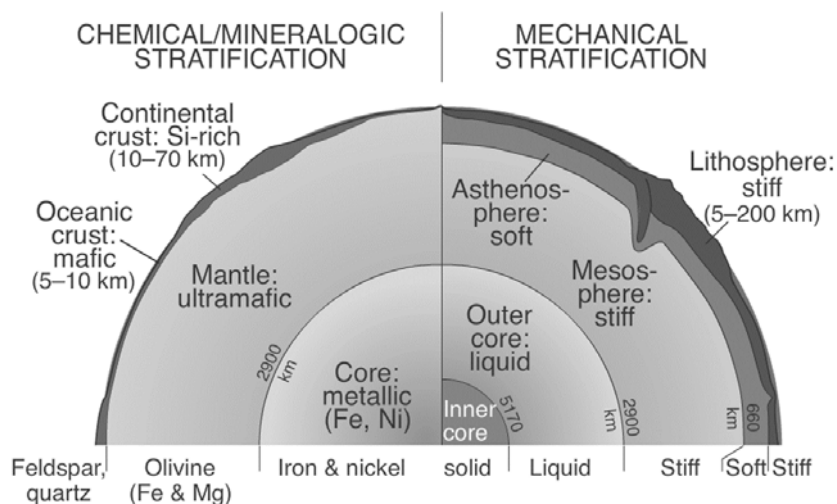 CHEMICAL/MINERALOGIC
STRATIFICATION
MECHANICAL
STRATIFICATION
Continental
crust: Si-rich
(10–70 km)
Oceanic
crust:
mafic
(5–10 km)
Mantle:
ultramafic
2900
km
Core:
metallic
(Fe, Ni)
Lithosphere:
stiff
(5–200 km)
Asthenos-
phere:
soft
Mesos-
phere:
stiff
Outer
core:
liquid
Inner
core
5170
2900
km
660
km
Feldspar,
quartz
Olivine
(Fe & Mg)
Iron & nickel
solid
Liquid
Stiff
Soft
Stiff